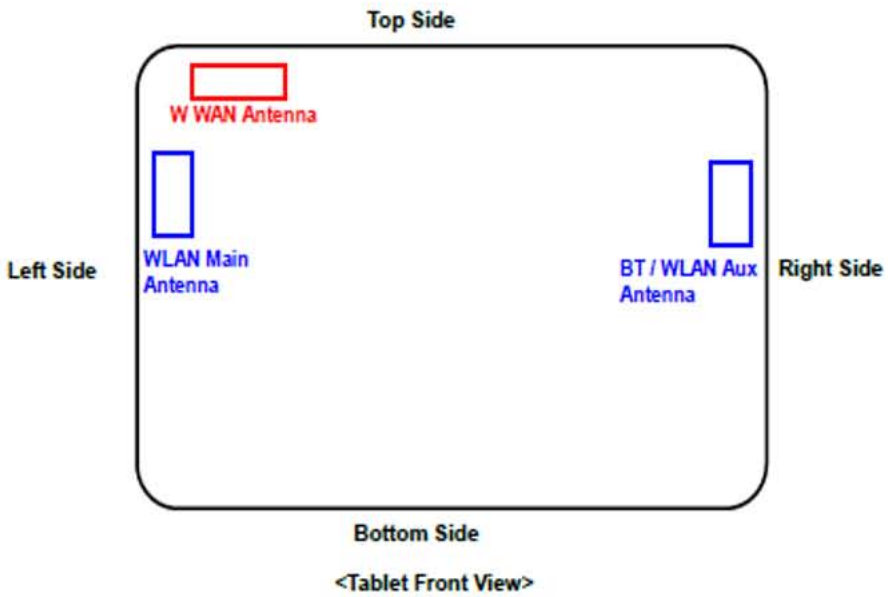 Top Side
W WAN Antenna
WLAN Main
Antenna
Left Side
BT / WLAN Aux
Antenna
Right Side
Bottom Side
<Tablet Front View>